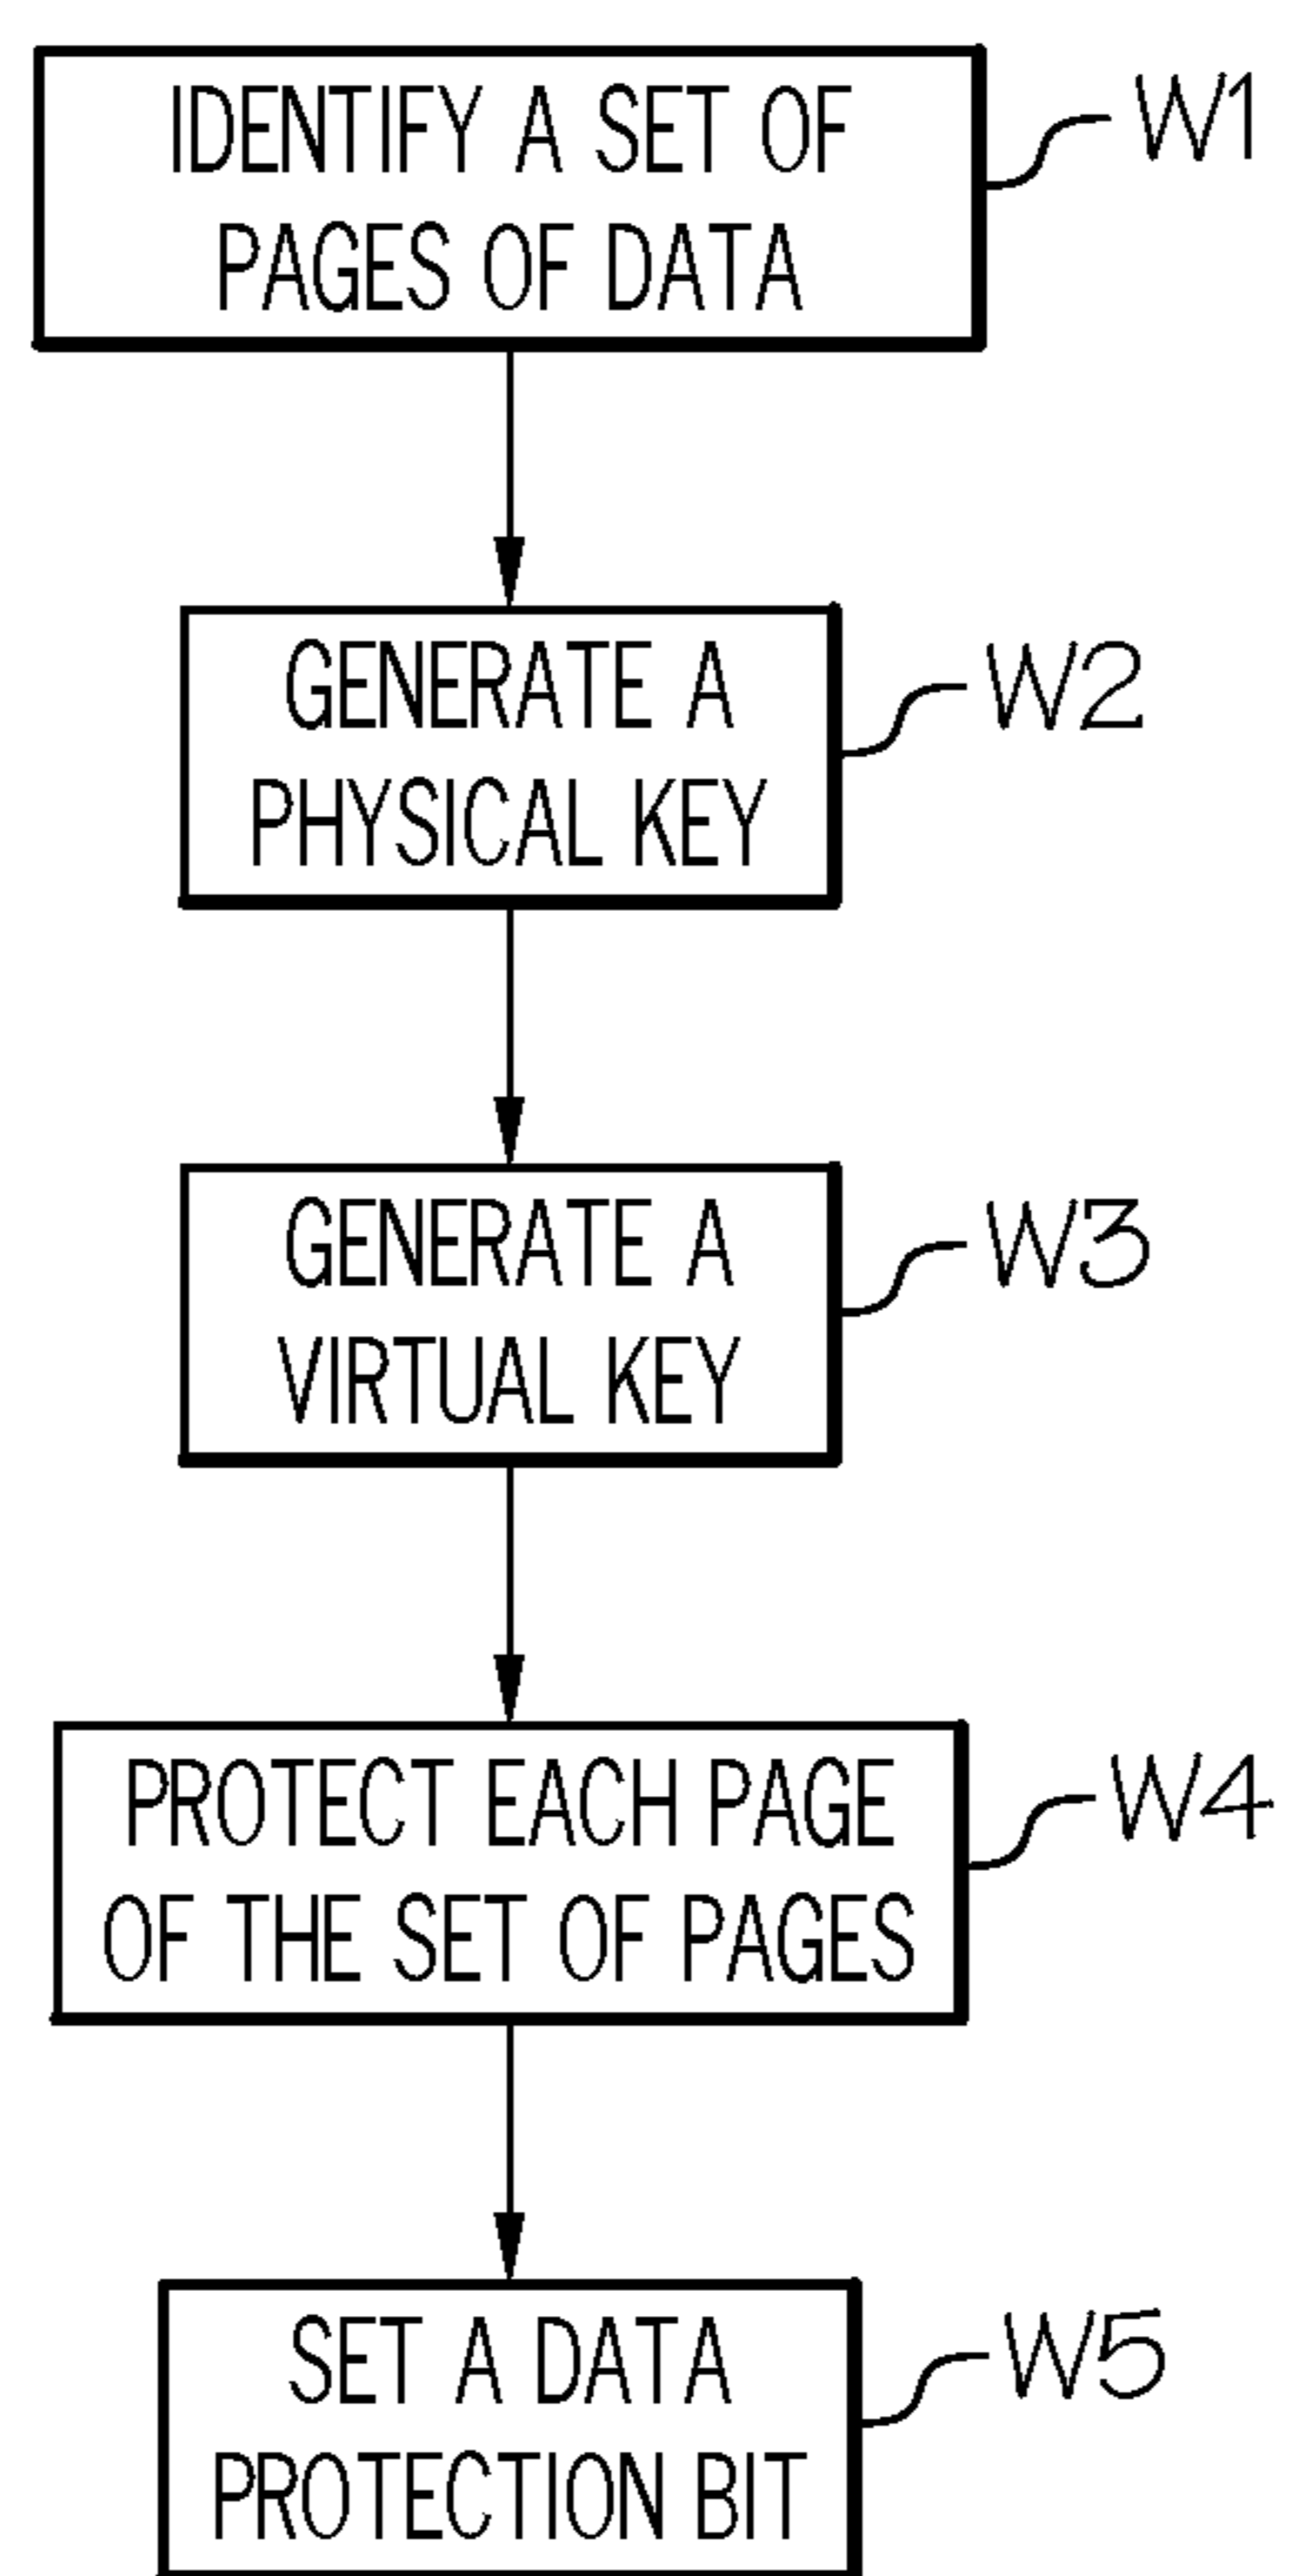 IDENTIFY A SET OF
PAGES OF DATA
W1
GENERATE A
PHYSICAL KEY
W2
GENERATE A
VIRTUAL KEY
W3
PROTECT EACH PAGE
OF THE SET OF PAGES
W4
SET A DATA
PROTECTION BIT
W5